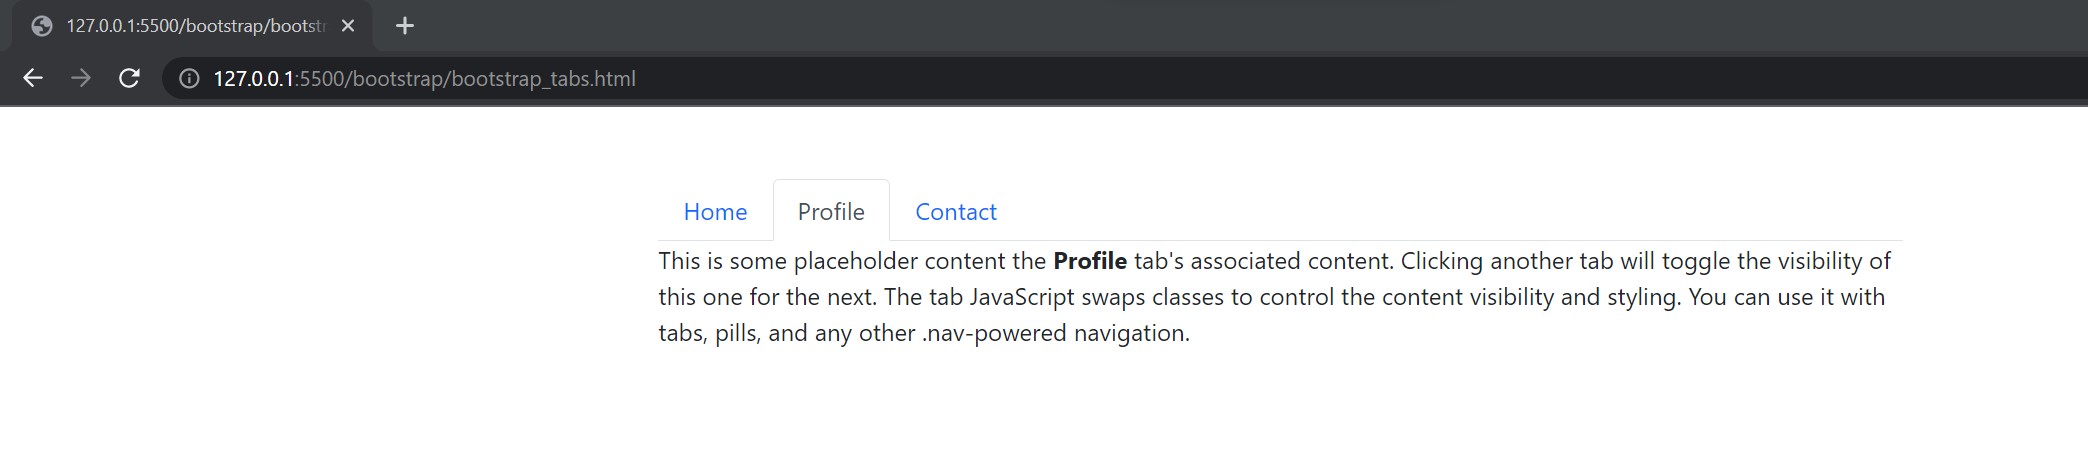 127.0.0.1:5500/bootstrap/bootstr
127.0.0.1:5500/bootstrap/bootstrap_tabs.html
Home Profile Contact
This is some placeholder content the Profile tab's associated content. Clicking another tab will toggle the visibility of
this one for the next. The tab JavaScript swaps classes to control the content visibility and styling. You can use it with
tabs, pills, and any other .nav-powered navigation.